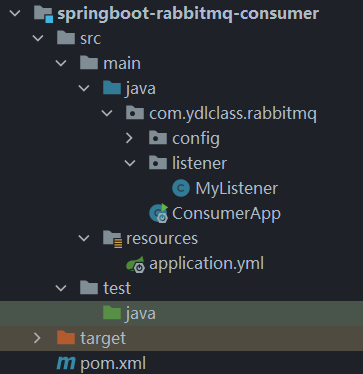 springboot-rabbitmq-consumer
src
main
java
com.ydlclass.rabbitmq
config
listener
MyListener
ConsumerApp
resources
application.yml
test
java
target
pom.xml